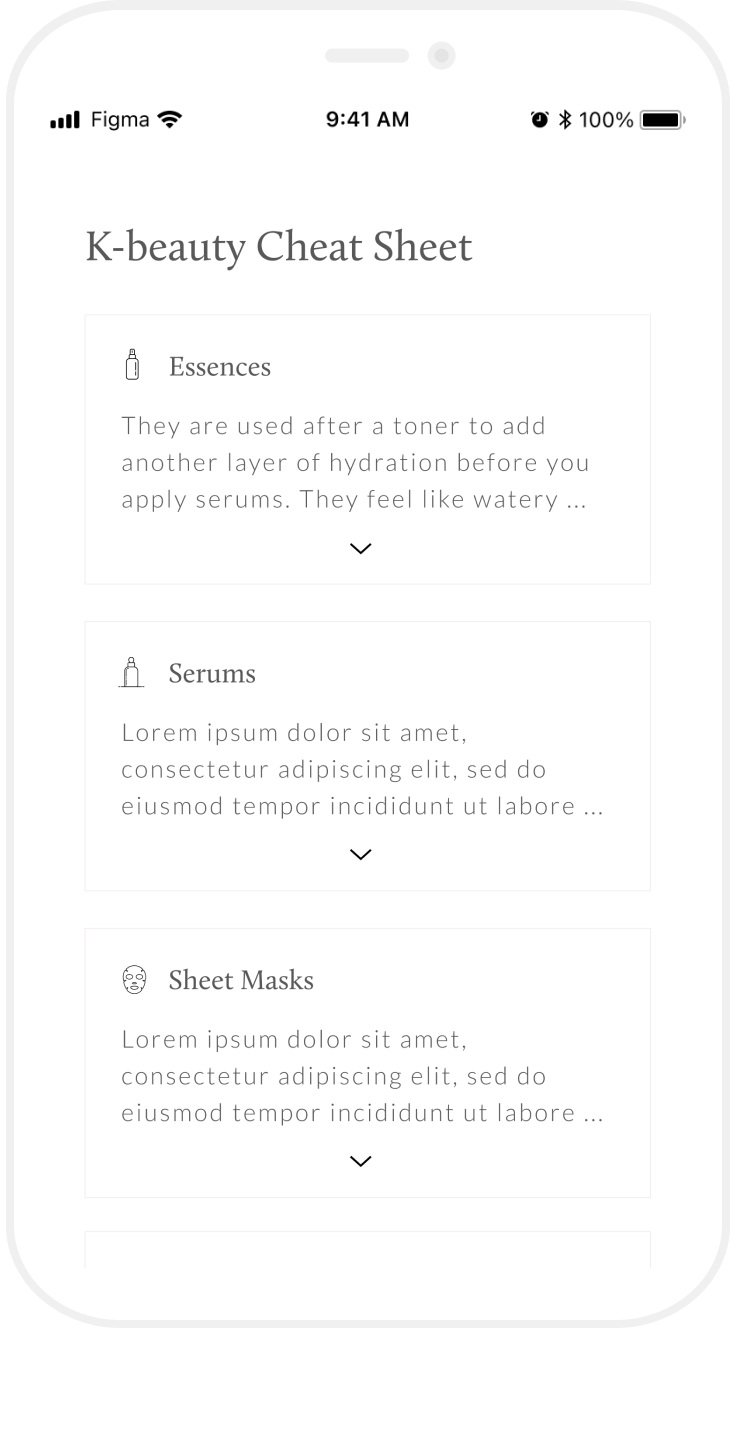 Figma 9:41 AM 100%
K-beauty Cheat Sheet
Essences
They are used after a toner to add
another layer of hydration before you
apply serums. They feel like watery ...
Serums
Lorem ipsum dolor sit amet,
consectetur adipiscing elit, sed do
eiusmod tempor incididunt ut labore ...
Sheet Masks
Lorem ipsum dolor sit amet,
consectetur adipiscing elit, sed do
eiusmod tempor incididunt ut labore ...